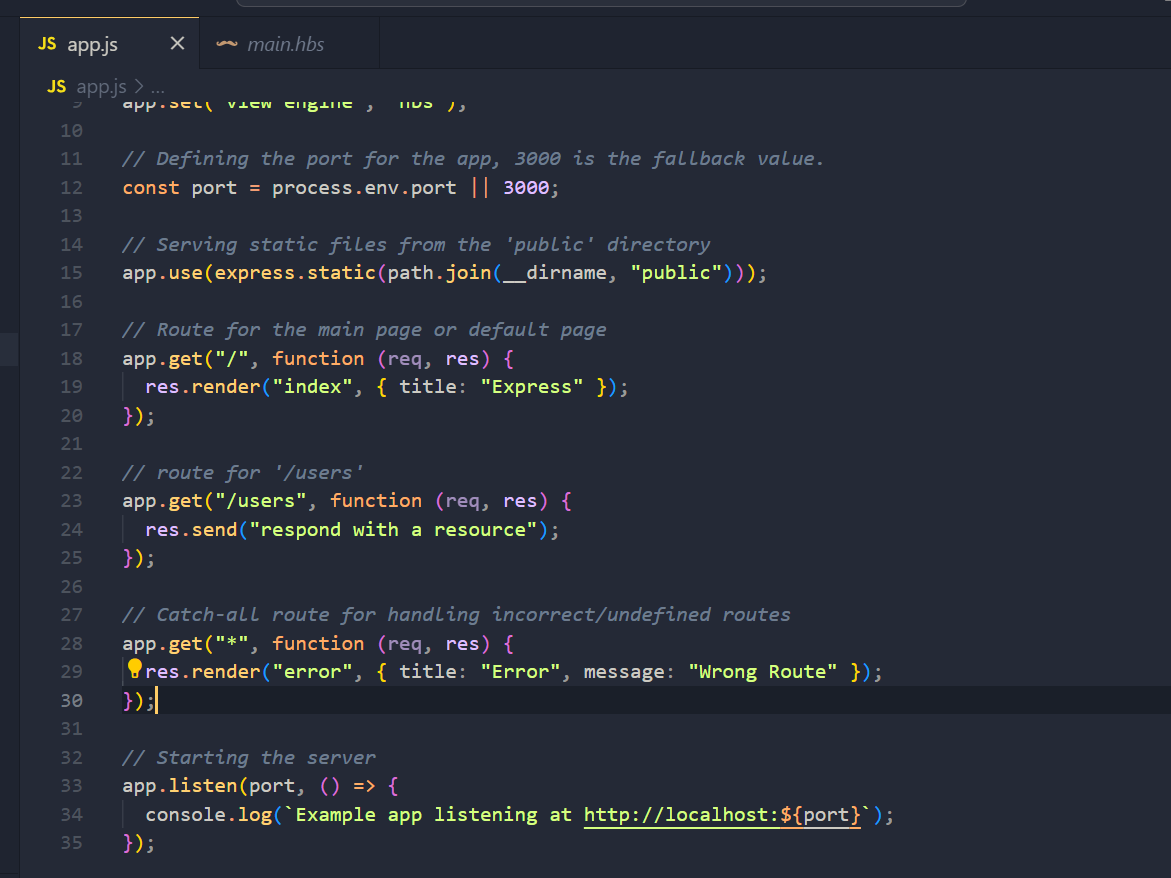 JS app.js
main.hbs
JS app.js > ...
9 app.set("view engine", "hbs");
10
11 // Defining the port for the app, 3000 is the fallback value.
12 const port = process.env.port || 3000;
13
14 // Serving static files from the 'public' directory
15 app.use(express.static(path.join(__dirname, "public")));
16
17 // Route for the main page or default page
18 app.get("/", function (req, res) {
19   res.render("index", { title: "Express" });
20 });
21
22 // route for '/users'
23 app.get("/users", function (req, res) {
24   res.send("respond with a resource");
25 });
26
27 // Catch-all route for handling incorrect/undefined routes
28 app.get("*", function (req, res) {
29   res.render("error", { title: "Error", message: "Wrong Route" });
30 });
31
32 // Starting the server
33 app.listen(port, () => {
34   console.log(`Example app listening at http://localhost:${port}`);
35 });